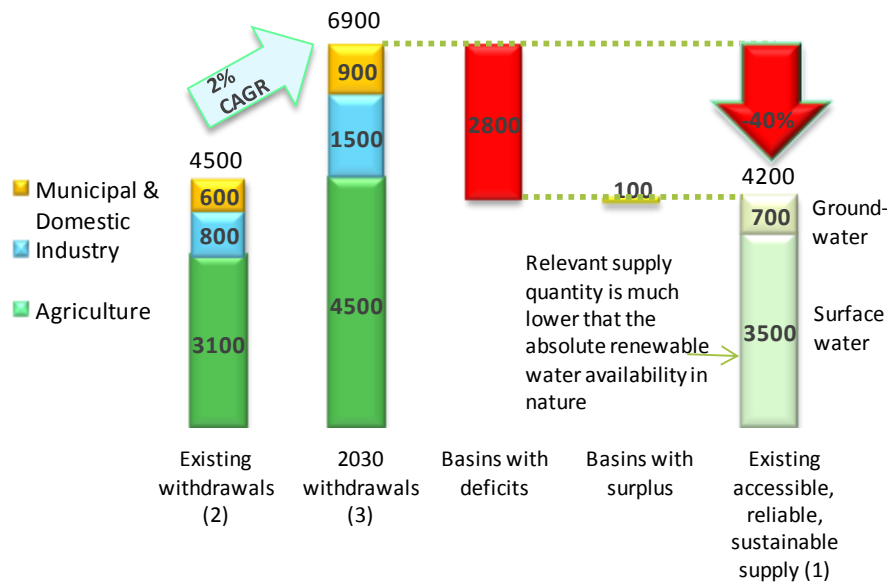 6900
2%
CAGR
900
1500
4500
2800
-40%
4500
600
800
3100
100
4200
700
3500
Municipal &
Domestic
Industry
Agriculture
Ground-
water
Surface
water
Relevant supply
quantity is much
lower that the
absolute renewable
water availability in
nature
Existing
withdrawals
(2)
2030
withdrawals
(3)
Basins with
deficits
Basins with
surplus
Existing
accessible,
reliable,
sustainable
supply (1)